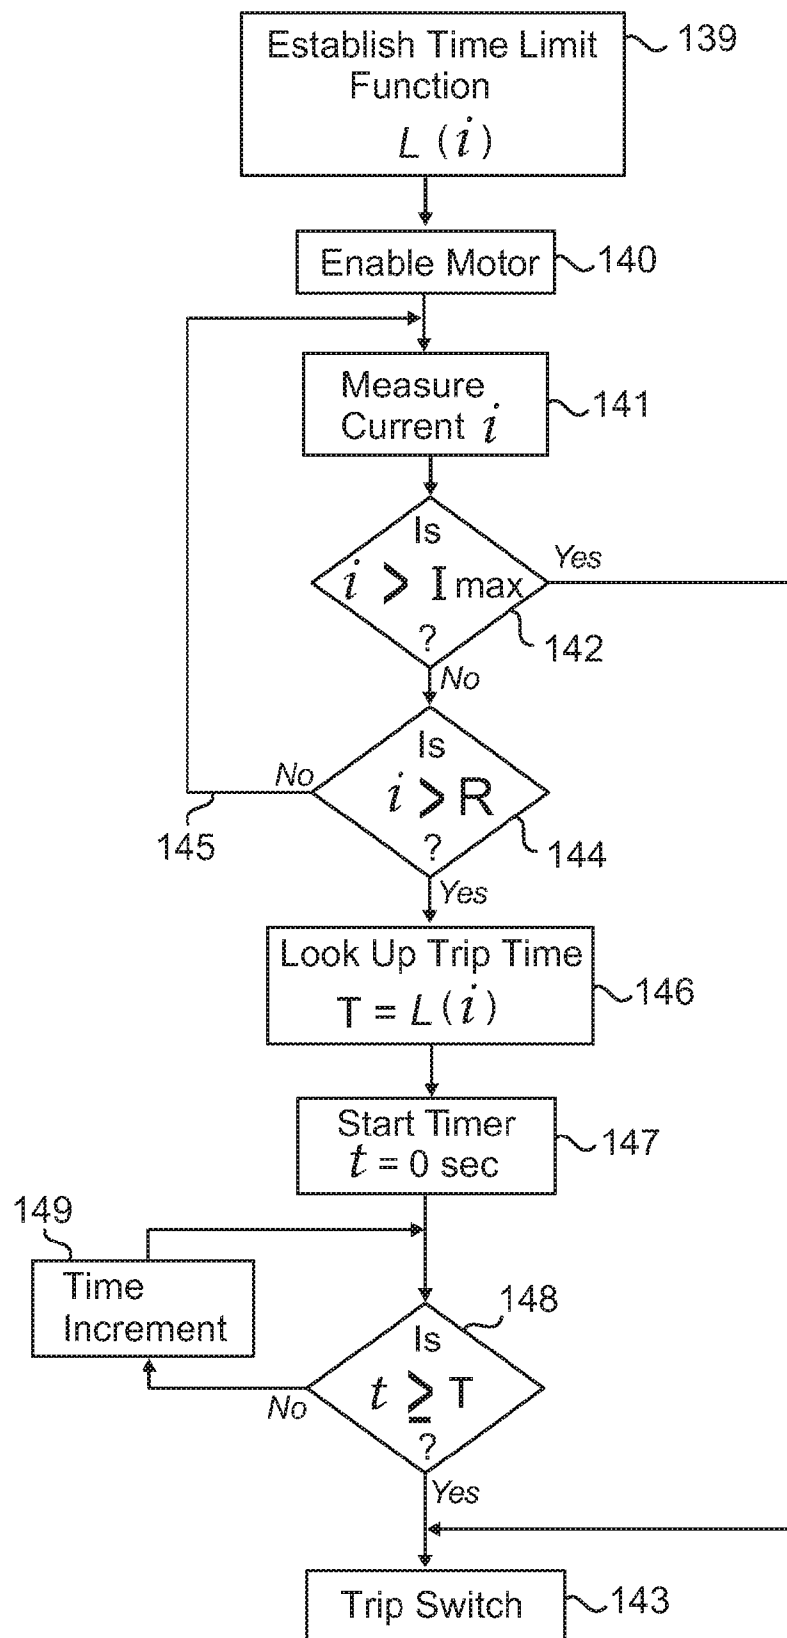 Establish Time Limit
Function
L (i)
139
Enable Motor
140
Measure
Current i
141
Is
i > I max
?
Yes
142
No
Is
i > R
?
No
145
144
Yes
Look Up Trip Time
T = L (i)
146
Start Timer
t = 0 sec
147
149
Time
Increment
148
Is
t ≥ T
?
No
Yes
Trip Switch
143